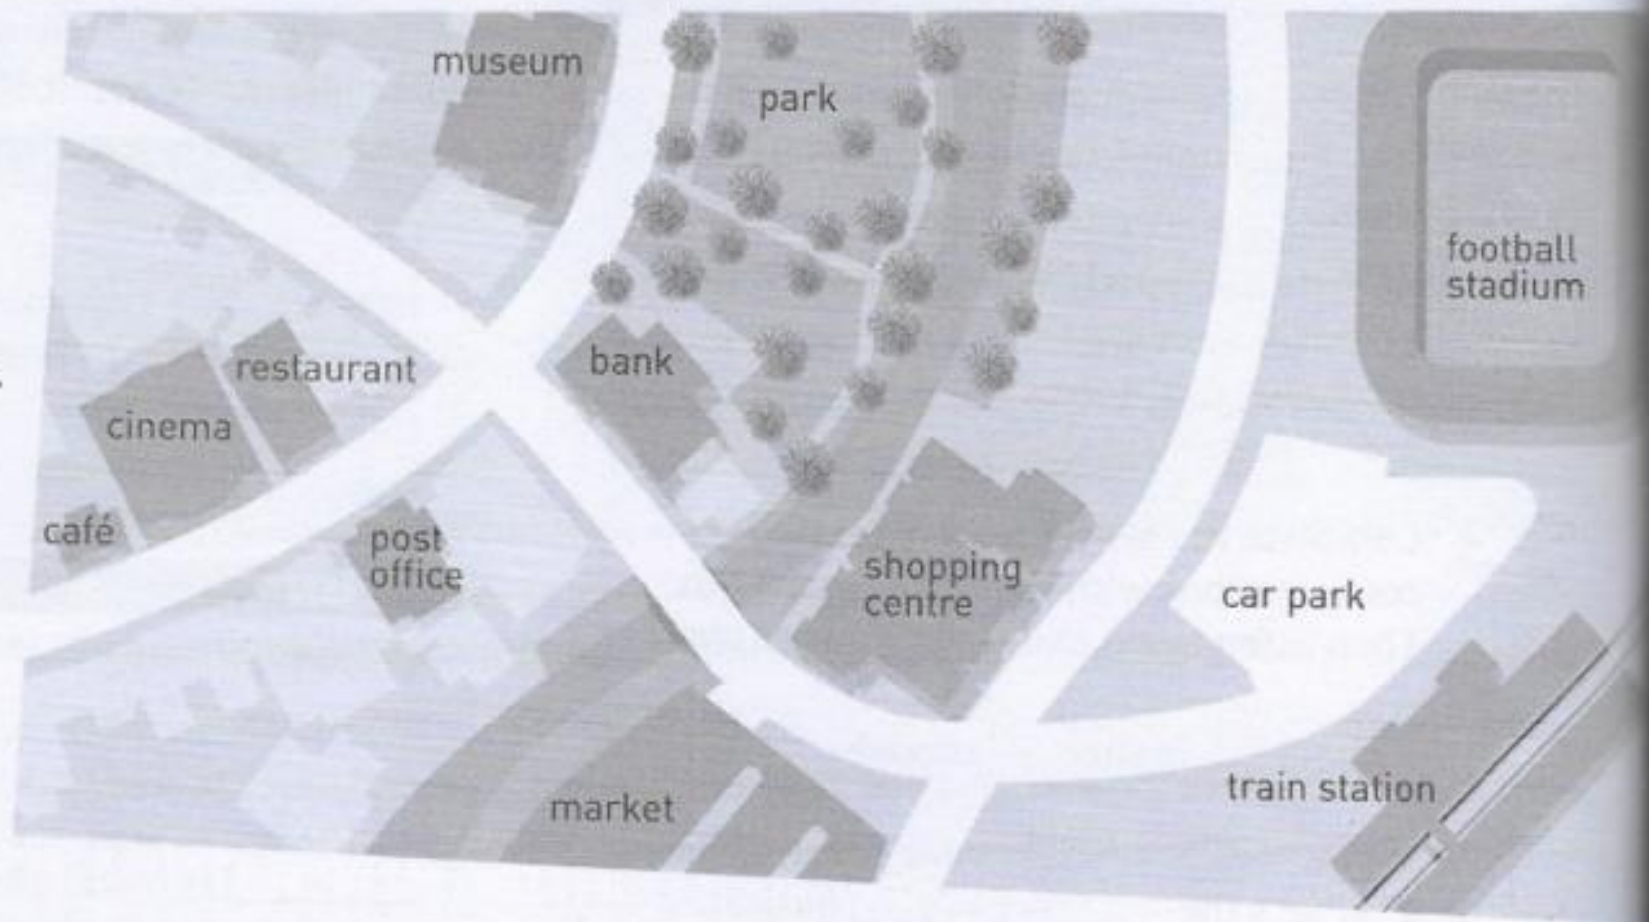 museum
park
football
stadium
restaurant
bank
cinema
café
post
office
shopping
centre
car park
train station
market